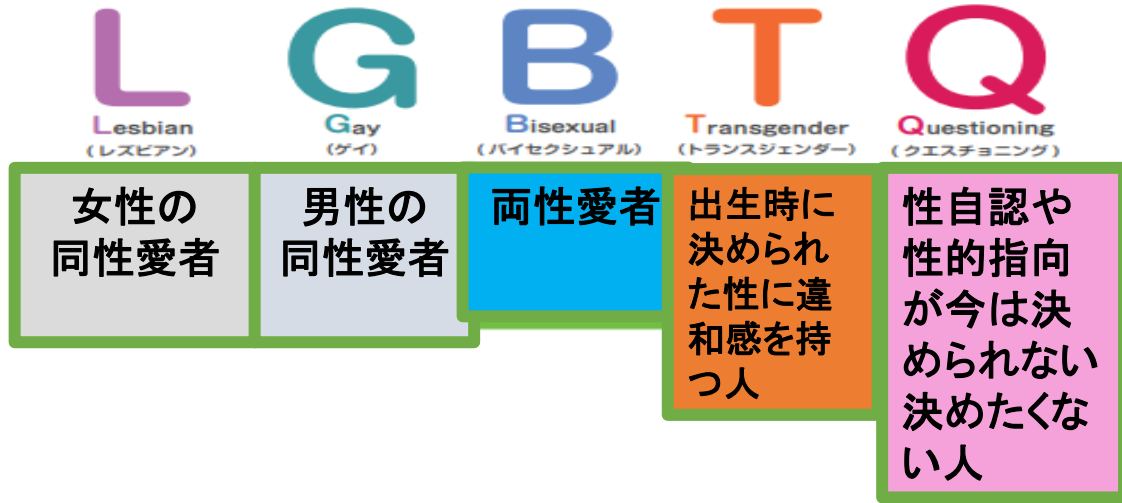 L
Lesbian
(レズビアン)
女性の
同性愛者
G
Gay
(ゲイ)
男性の
同性愛者
B
Bisexual
(バイセクシュアル)
両性愛者
T
Transgender
(トランスジェンダー)
出生時に
決められ
た性に違
和感を持
つ人
Q
Questioning
(クエスチョニング)
性自認や
性的指向
が今は決
められない
決めたくな
い人